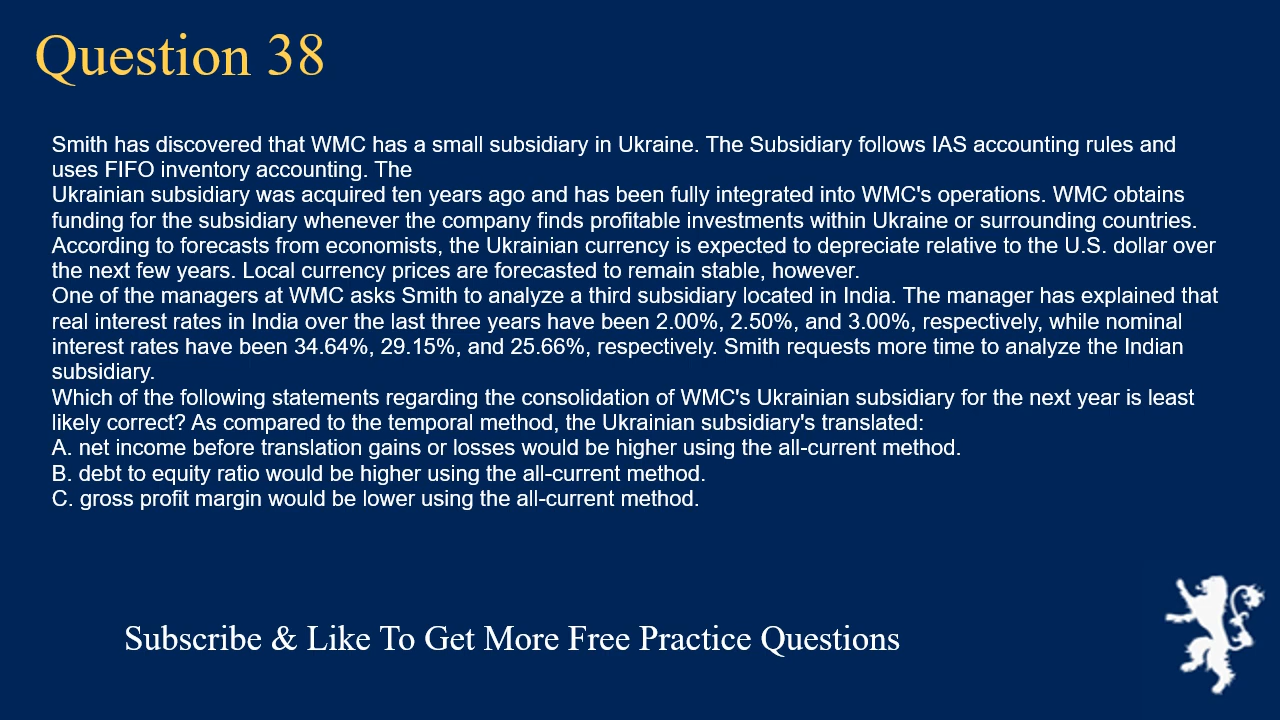 Question 38
Smith has discovered that WMC has a small subsidiary in Ukraine. The Subsidiary follows IAS accounting rules and
uses FIFO inventory accounting. The
Ukrainian subsidiary was acquired ten years ago and has been fully integrated into WMC's operations. WMC obtains
funding for the subsidiary whenever the company finds profitable investments within Ukraine or surrounding countries.
According to forecasts from economists, the Ukrainian currency is expected to depreciate relative to the U.S. dollar over
the next few years. Local currency prices are forecasted to remain stable, however.
One of the managers at WMC asks Smith to analyze a third subsidiary located in India. The manager has explained that
real interest rates in India over the last three years have been 2.00%, 2.50%, and 3.00%, respectively, while nominal
interest rates have been 34.64%, 29.15%, and 25.66%, respectively. Smith requests more time to analyze the Indian
subsidiary.
Which of the following statements regarding the consolidation of WMC's Ukrainian subsidiary for the next year is least
likely correct? As compared to the temporal method, the Ukrainian subsidiary's translated:
A. net income before translation gains or losses would be higher using the all-current method.
B. debt to equity ratio would be higher using the all-current method.
C. gross profit margin would be lower using the all-current method.
Subscribe & Like To Get More Free Practice Questions